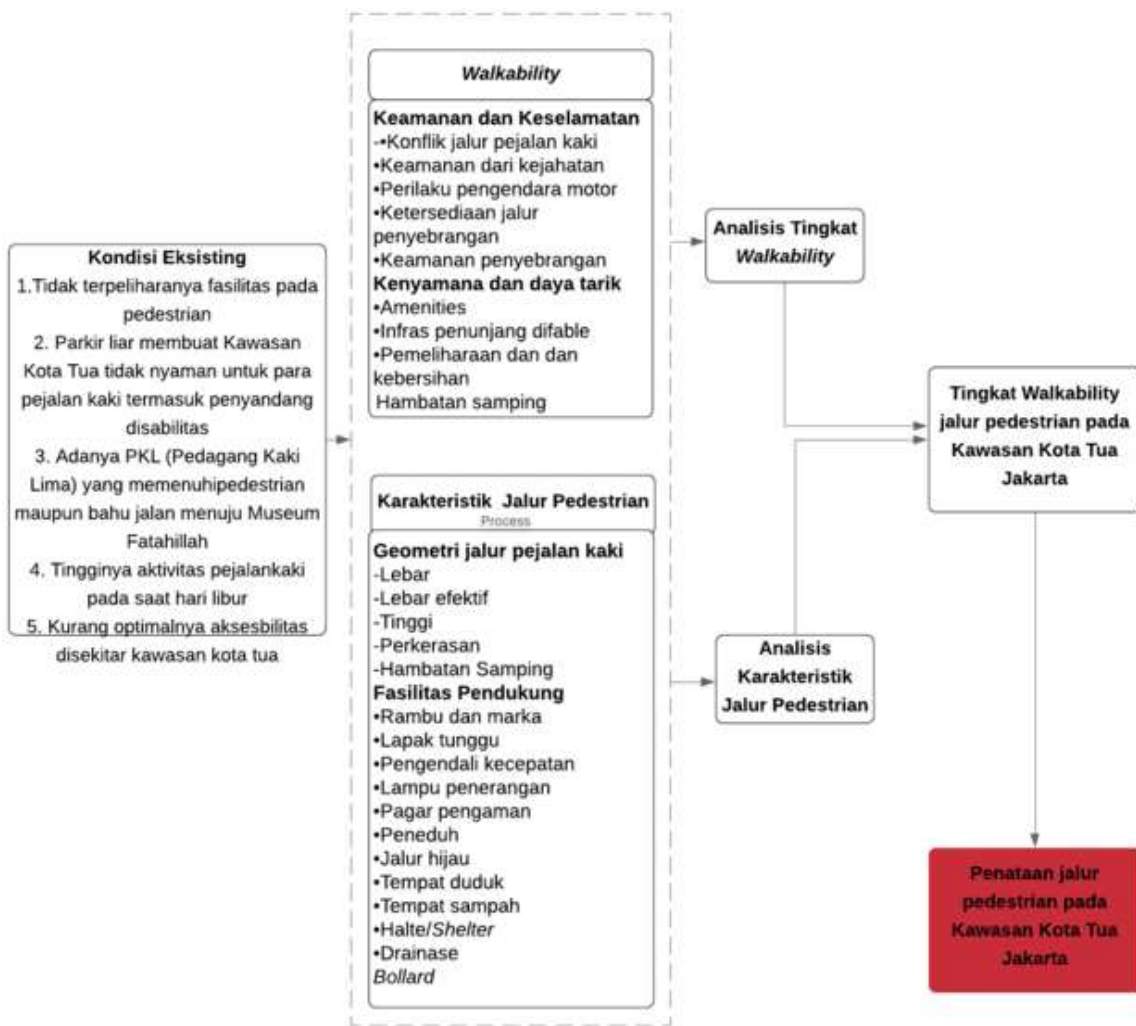 Kondisi Eksisting
1.Tidak terpeliharanya fasilitas pada
pedestrian
2. Parkir liar membuat Kawasan
Kota Tua tidak nyaman untuk para
pejalan kaki termasuk penyandang
disabilitas
3. Adanya PKL (Pedagang Kaki
Lima) yang memenuhipedestrian
maupun bahu jalan menuju Museum
Fatahillah
4. Tingginya aktivitas pejalankaki
pada saat hari libur
5. Kurang optimalnya aksesbilitas
disekitar kawasan kota tua
Walkability
Keamanan dan Keselamatan
-•Konflik jalur pejalan kaki
•Keamanan dari kejahatan
•Perilaku pengendara motor
•Ketersediaan jalur
penyebrangan
•Keamanan penyebrangan
Kenyamana dan daya tarik
•Amenities
•Infras penunjang difable
•Pemeliharaan dan dan
kebersihan
Hambatan samping
Karakteristik Jalur Pedestrian
Process
Geometri jalur pejalan kaki
-Lebar
-Lebar efektif
-Tinggi
-Perkerasan
-Hambatan Samping
Fasilitas Pendukung
•Rambu dan marka
•Lapak tunggu
•Pengendali kecepatan
•Lampu penerangan
•Pagar pengaman
•Peneduh
•Jalur hijau
•Tempat duduk
•Tempat sampah
•Halte/Shelter
•Drainase
Bollard
Analisis Tingkat
Walkability
Analisis
Karakteristik
Jalur Pedestrian
Tingkat Walkability
jalur pedestrian pada
Kawasan Kota Tua
Jakarta
Penataan jalur
pedestrian pada
Kawasan Kota Tua
Jakarta